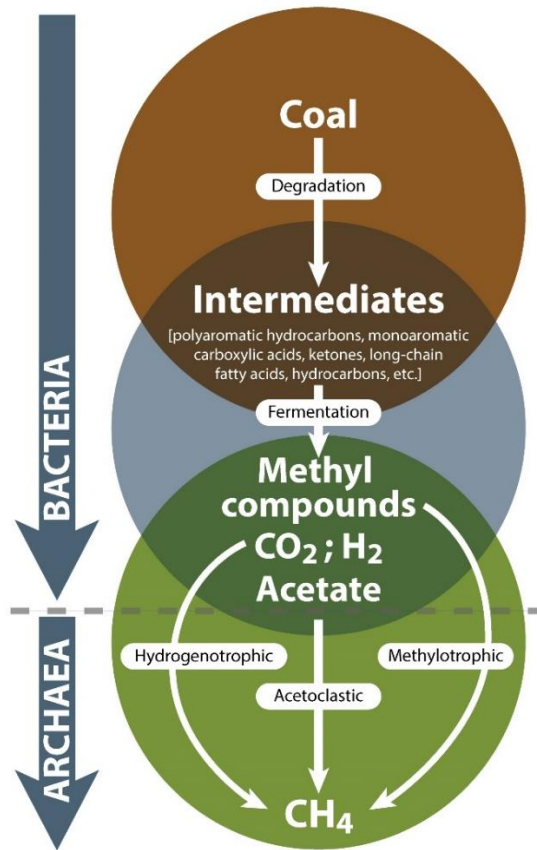 Coal
Degradation
Intermediates
[polyaromatic hydrocarbons, monoaromatic
carboxylic acids, ketones, long-chain
fatty acids, hydrocarbons, etc.]
Fermentation
BACTERIA
Methyl
compounds
CO₂ ; H₂
Acetate
Hydrogenotrophic
Methylotrophic
Acetoclastic
ARCHAEA
CH₄